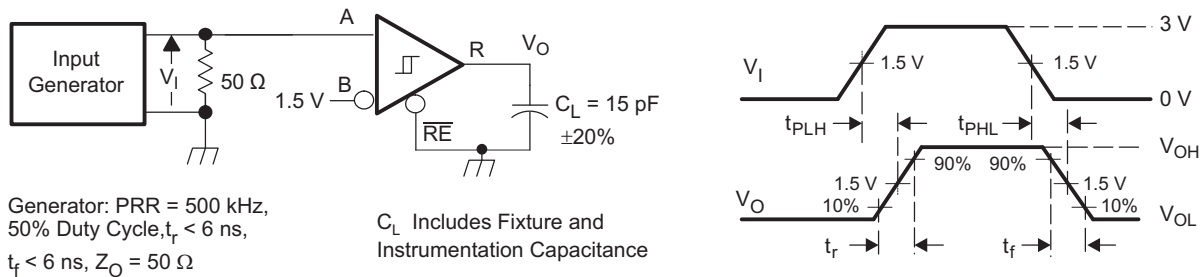 Input
Generator
V_I
50 Ω
A
B
1.5 V
R̅E̅
R
V_O
C_L = 15 pF
±20%
Generator: PRR = 500 kHz,
50% Duty Cycle,t_r < 6 ns,
t_f < 6 ns, Z_O = 50 Ω
C_L Includes Fixture and
Instrumentation Capacitance
V_I
3 V
1.5 V
1.5 V
0 V
t_PLH
t_PHL
V_OH
90%
90%
1.5 V
1.5 V
V_O
10%
10%
V_OL
t_r
t_f